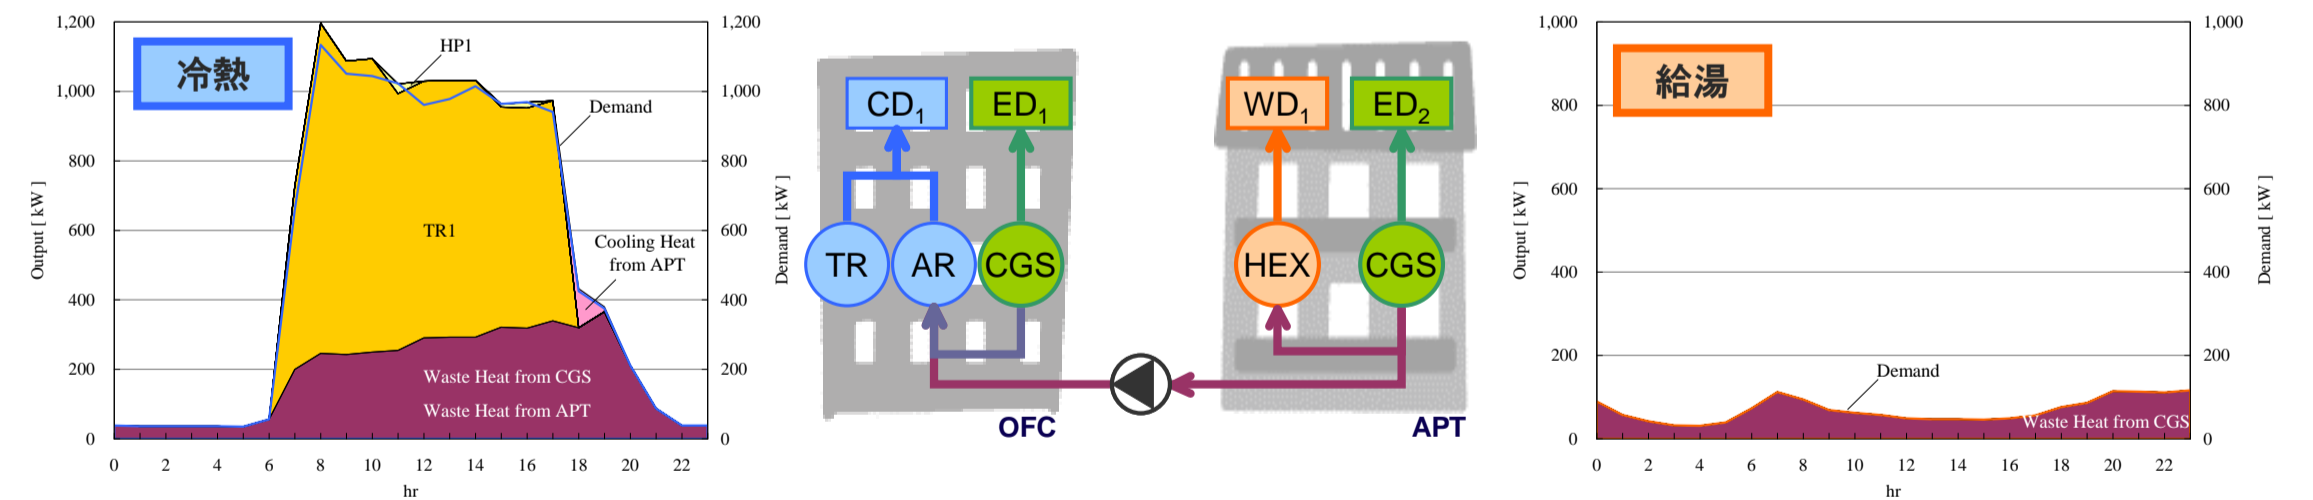 冷熱
HP1
Demand
TR1
Cooling Heat
from APT
Waste Heat from CGS
Waste Heat from APT
Output [ kW ]
1,200
1,000
800
600
400
200
0
1,200
1,000
800
600
400
200
0
Demand [ kW ]
0 2 4 6 8 10 12 14 16 18 20 22
hr
CD1 ED1
TR AR CGS
OFC
WD1 ED2
HEX CGS
APT
給湯
Demand
Waste Heat from CGS
Output [ kW ]
1,000
800
600
400
200
0
1,000
800
600
400
200
0
Demand [ kW ]
0 2 4 6 8 10 12 14 16 18 20 22
hr